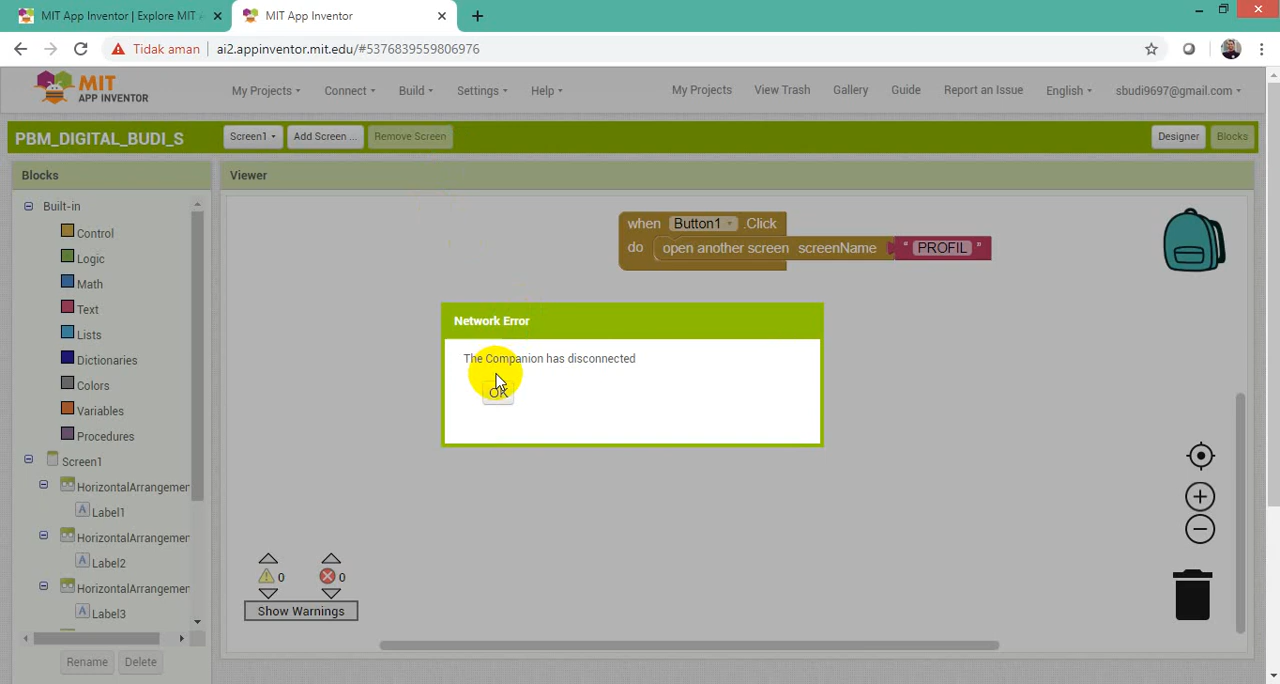 MIT App Inventor | Explore MIT
MIT App Inventor
Tidak aman
ai2.appinventor.mit.edu/#5376839559806976
MIT
APP INVENTOR
My Projects
Connect
Build
Settings
Help
My Projects
View Trash
Gallery
Guide
Report an Issue
English
sbudi9697@gmail.com
PBM_DIGITAL_BUDI_S
Screen1
Add Screen ...
Remove Screen
Designer
Blocks
Blocks
Viewer
Built-in
Control
Logic
Math
Text
Lists
Dictionaries
Colors
Variables
Procedures
Screen1
HorizontalArrangemer
A Label1
HorizontalArrangemer
A Label2
HorizontalArrangemer
A Label3
Rename
Delete
when Button1 .Click
do open another screen screenName " PROFIL "
Network Error
The Companion has disconnected
OK
0
0
Show Warnings